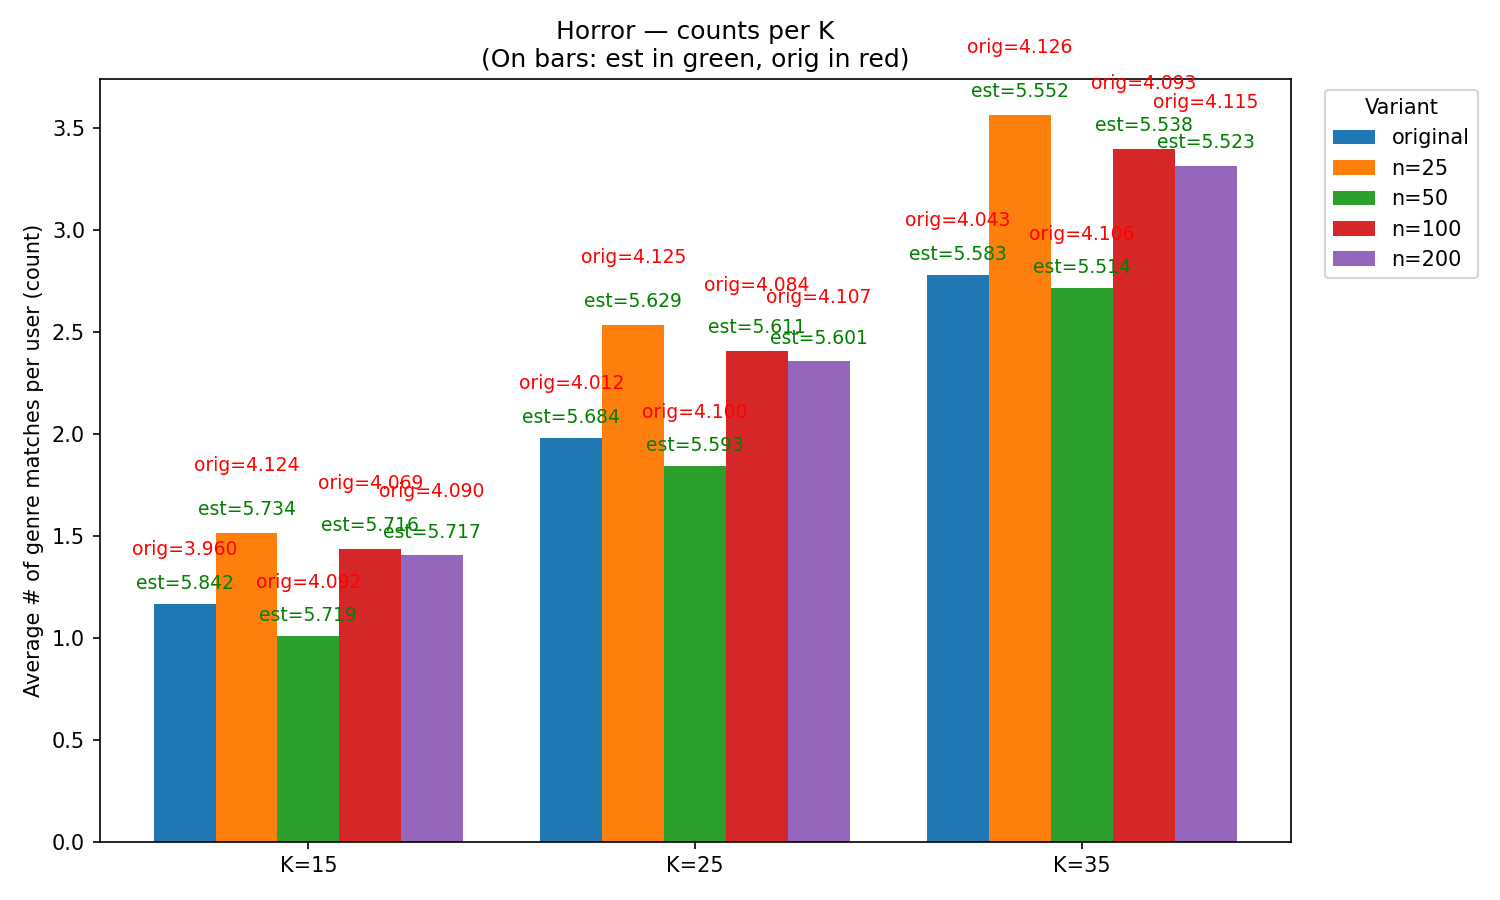 Horror — counts per K
(On bars: est in green, orig in red)
Average # of genre matches per user (count)
3.5
3.0
2.5
2.0
1.5
1.0
0.5
0.0
orig=3.960
est=5.842
orig=4.124
est=5.734
orig=4.092
est=5.719
orig=4.069
est=5.716
orig=4.090
est=5.717
orig=4.012
est=5.684
orig=4.125
est=5.629
orig=4.100
est=5.593
orig=4.084
est=5.611
orig=4.107
est=5.601
orig=4.043
est=5.583
orig=4.126
est=5.552
orig=4.106
est=5.514
orig=4.093
est=5.538
orig=4.115
est=5.523
K=15
K=25
K=35
Variant
original
n=25
n=50
n=100
n=200